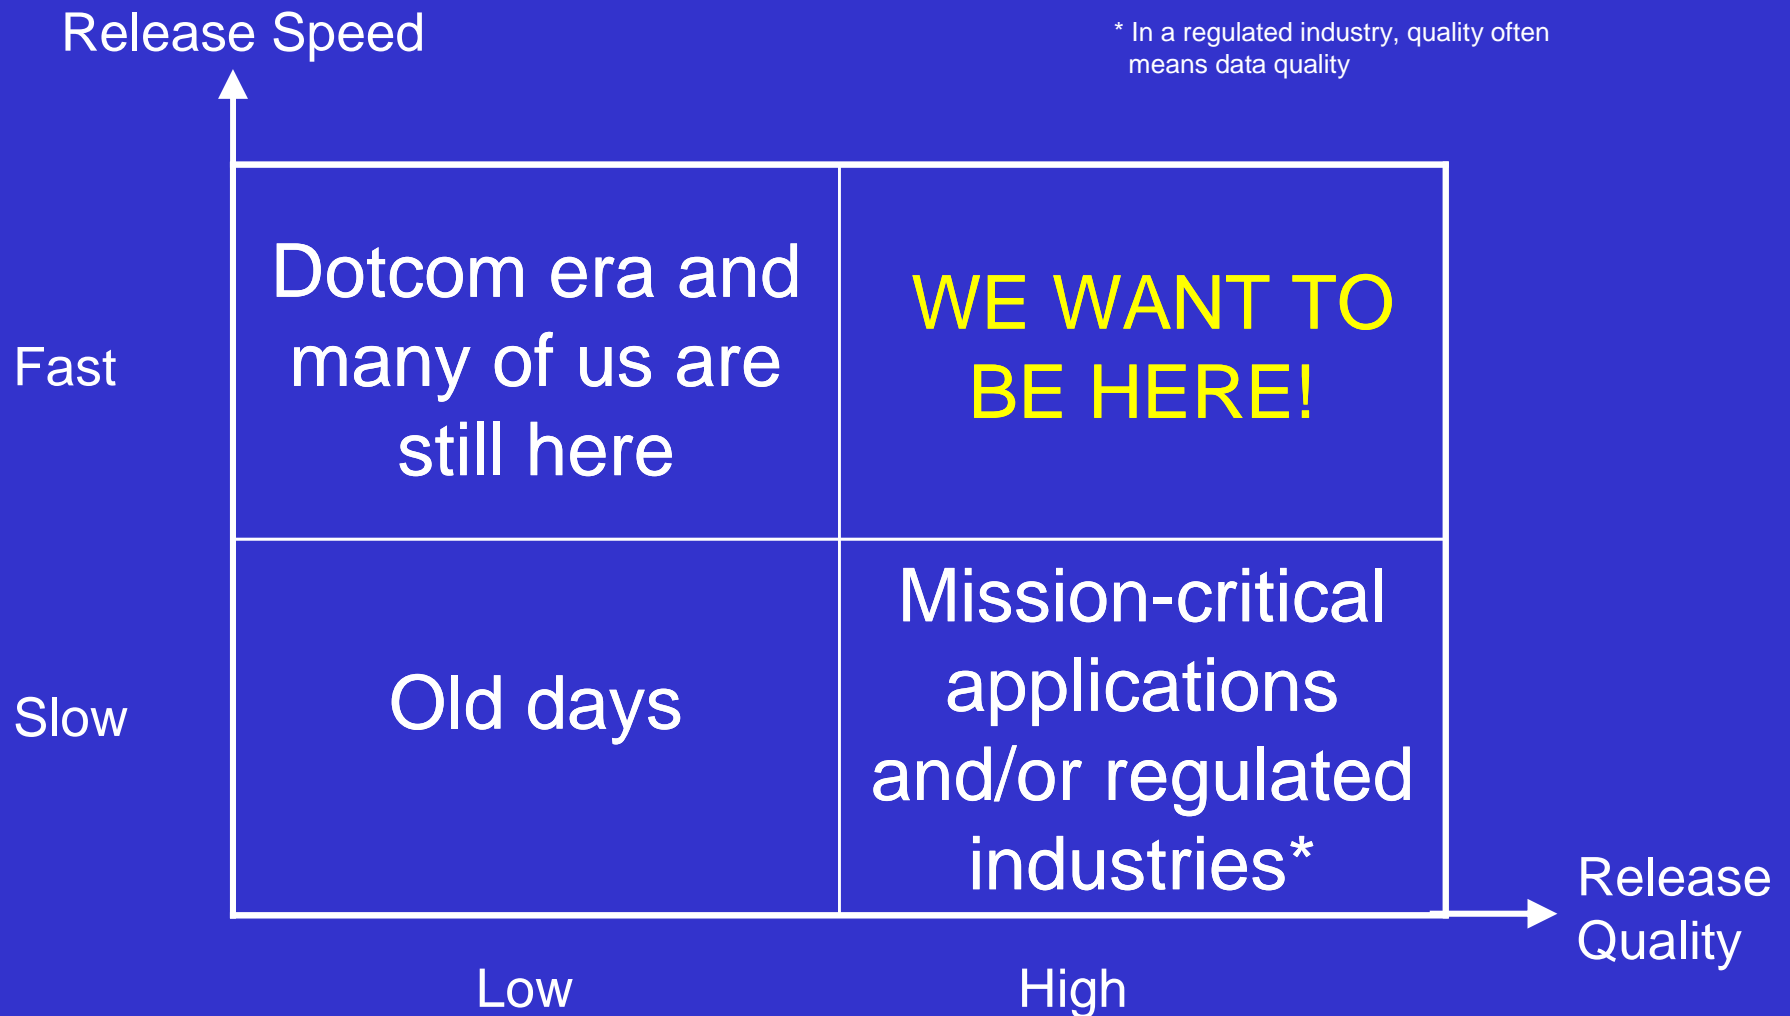 Release Speed
* In a regulated industry, quality often
means data quality
Fast
Dotcom era and
many of us are
still here
WE WANT TO
BE HERE!
Slow
Old days
Mission-critical
applications
and/or regulated
industries*
Release
Quality
Low
High